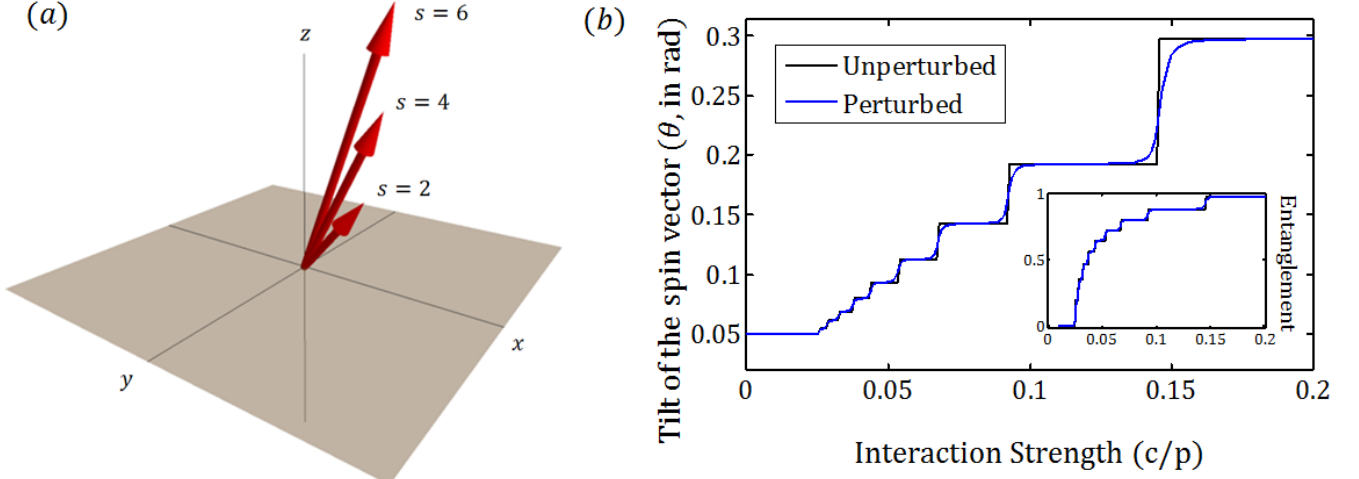 (a)
s = 6
s = 4
s = 2
z
x
y
(b)
Tilt of the spin vector (θ, in rad)
0.3
0.25
0.2
0.15
0.1
0.05
Unperturbed
Perturbed
1
0.5
0
0
0.05
0.1
0.15
0.2
Entanglement
0
0.05
0.1
0.15
0.2
Interaction Strength (c/p)